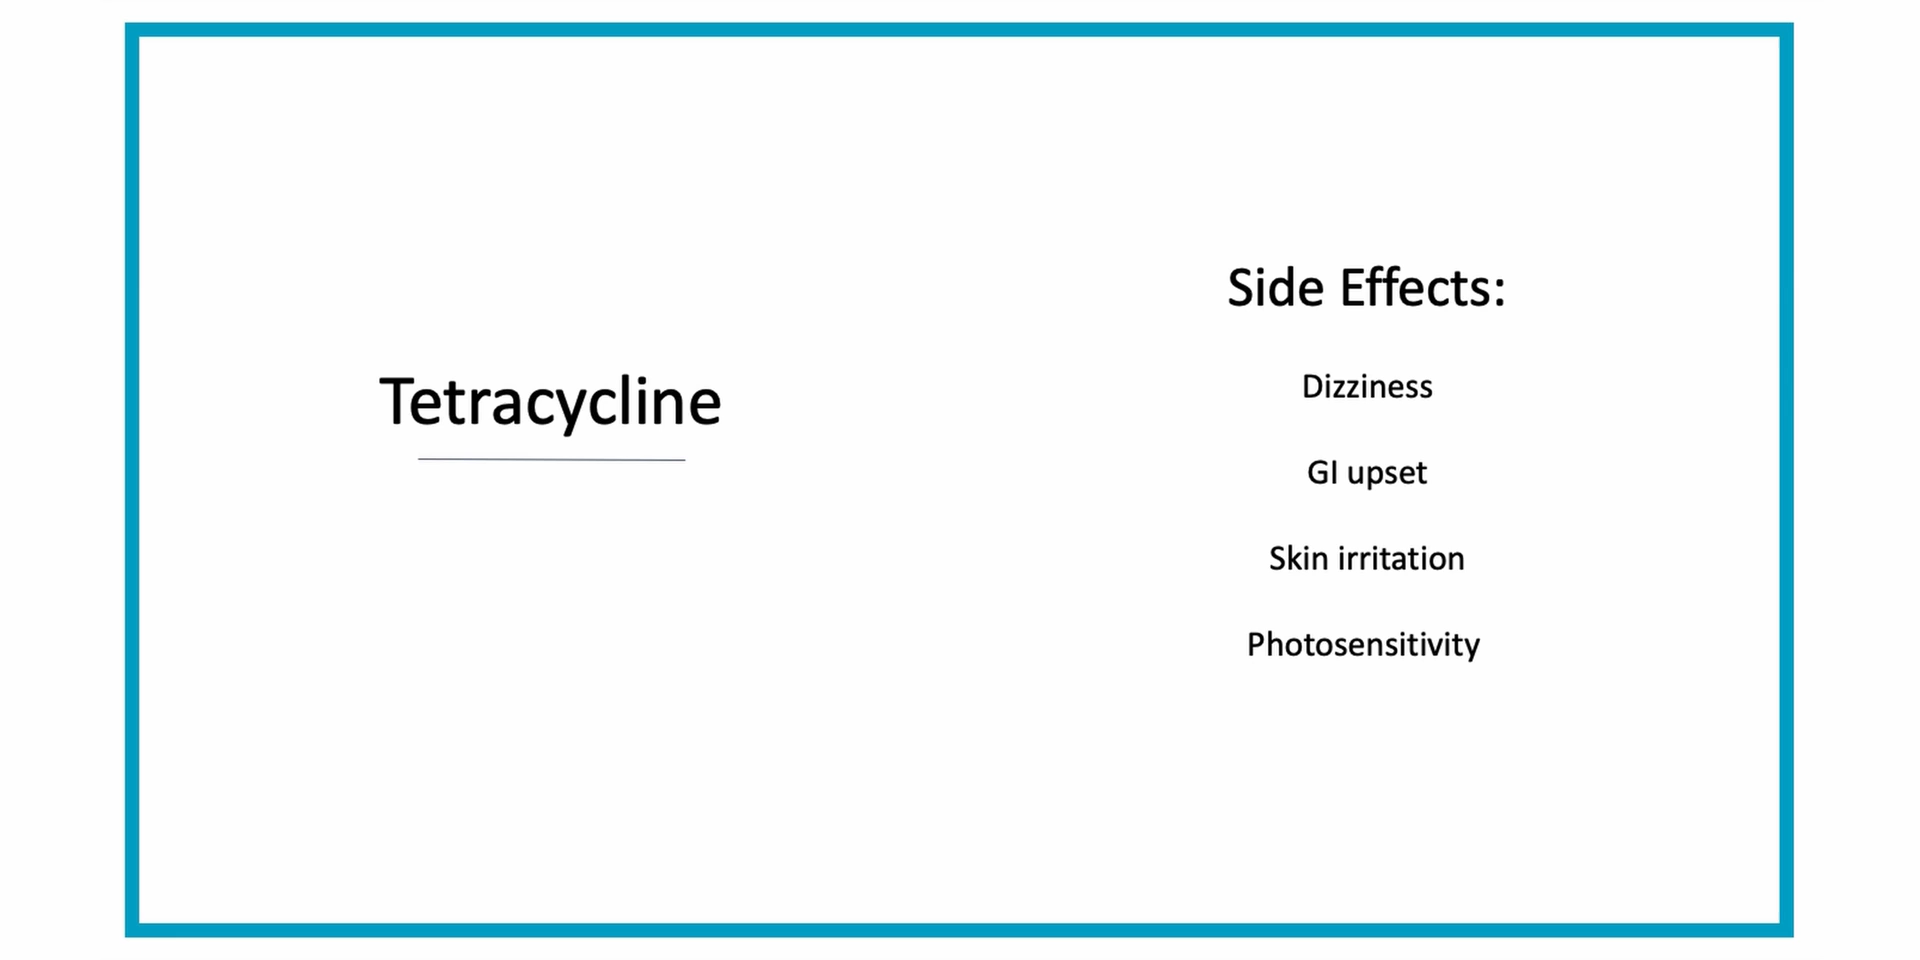 Tetracycline
Side Effects:
Dizziness
GI upset
Skin irritation
Photosensitivity